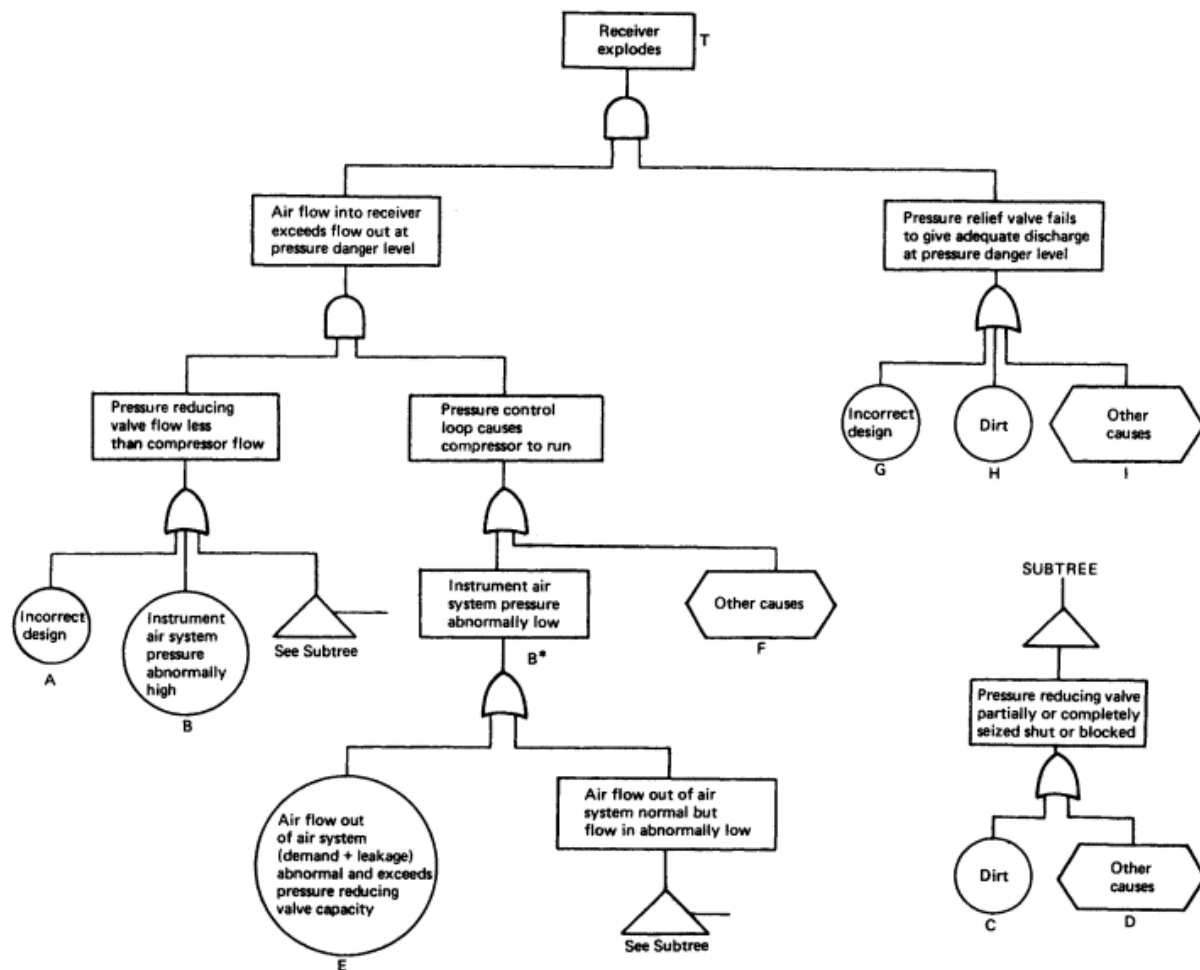 Receiver
explodes
T
Air flow into receiver
exceeds flow out at
pressure danger level
Pressure relief valve fails
to give adequate discharge
at pressure danger level
Pressure reducing
valve flow less
than compressor flow
Pressure control
loop causes
compressor to run
Incorrect
design
G
Dirt
H
Other
causes
I
Incorrect
design
A
Instrument
air system
pressure
abnormally
high
B
See Subtree
Instrument air
system pressure
abnormally low
B*
Other causes
F
SUBTREE
Pressure reducing valve
partially or completely
seized shut or blocked
Air flow out
of air system
(demand + leakage)
abnormal and exceeds
pressure reducing
valve capacity
E
Air flow out of air
system normal but
flow in abnormally low
See Subtree
Dirt
C
Other
causes
D